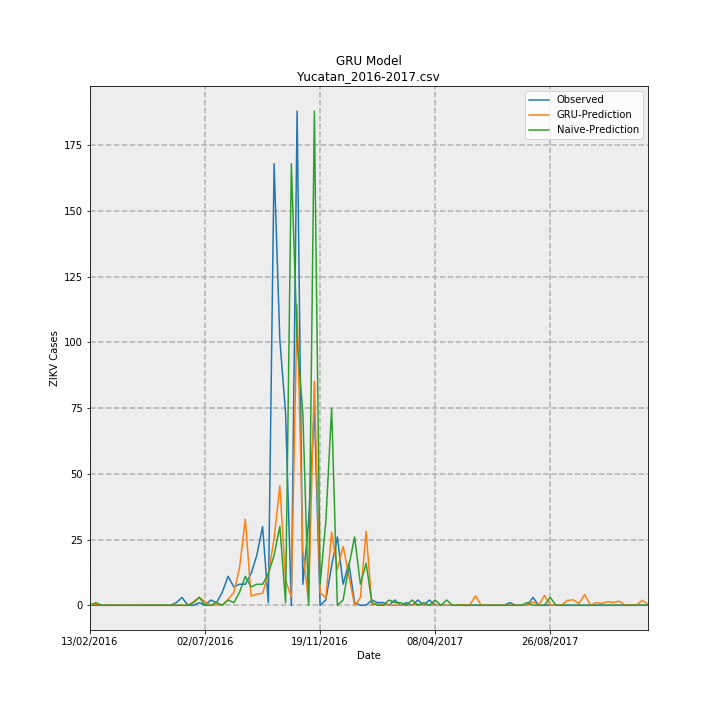 GRU Model
Yucatan_2016-2017.csv
Observed
GRU-Prediction
Naive-Prediction
175
150
125
100
75
50
25
0
ZIKV Cases
13/02/2016 02/07/2016 19/11/2016 08/04/2017 26/08/2017
Date